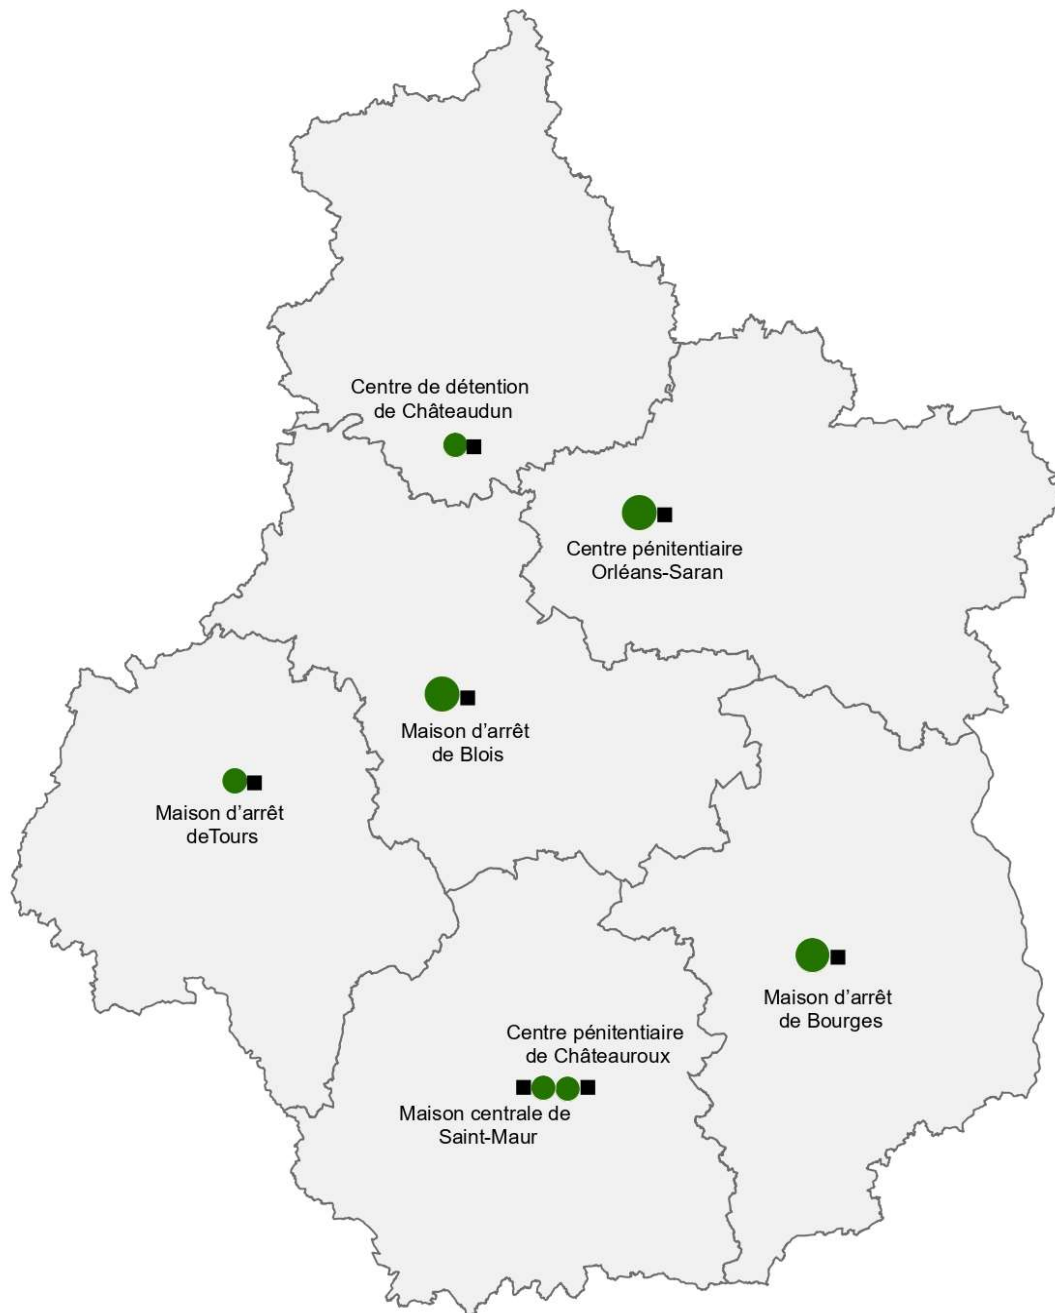 Centre de détention
de Châteaudun
Centre pénitentiaire
Orléans-Saran
Maison d’arrêt
de Blois
Maison d’arrêt
deTours
Maison d’arrêt
de Bourges
Centre pénitentiaire
de Châteauroux
Maison centrale de
Saint-Maur